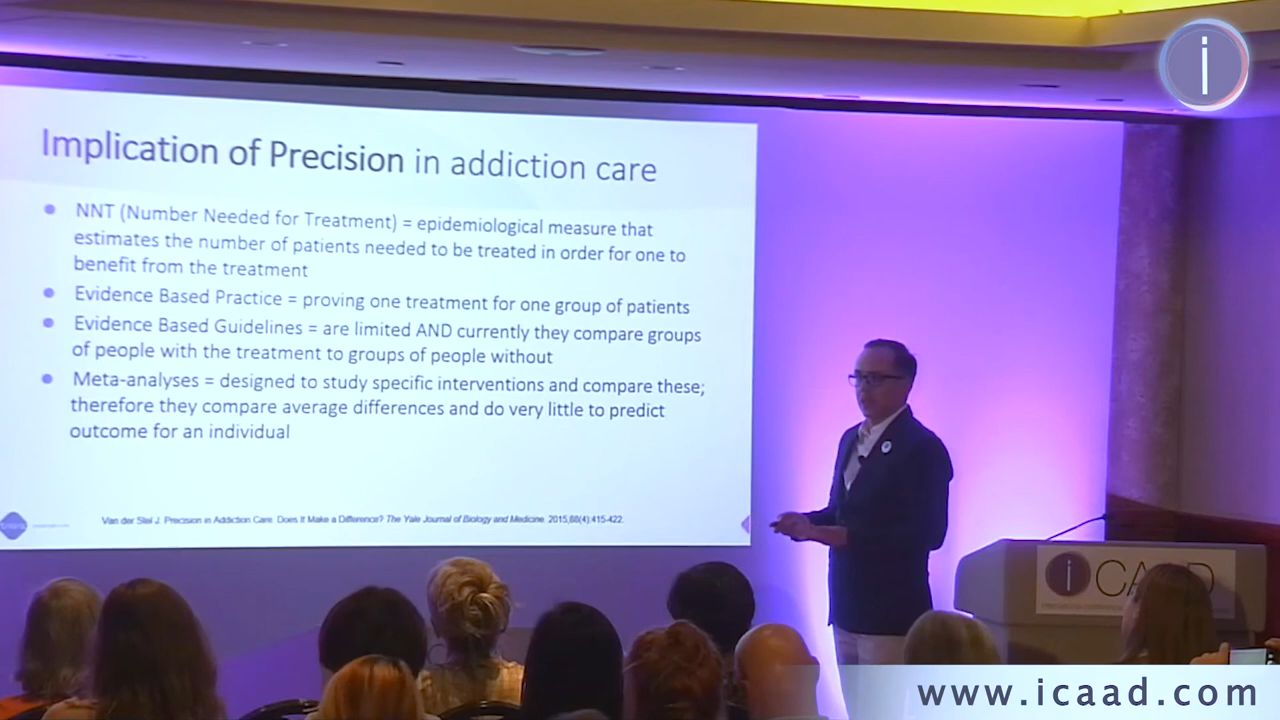 i
Implication of Precision in addiction care
● NNT (Number Needed for Treatment) = epidemiological measure that
estimates the number of patients needed to be treated in order for one to
benefit from the treatment
● Evidence Based Practice = proving one treatment for one group of patients
● Evidence Based Guidelines = are limited AND currently they compare groups
of people with the treatment to groups of people without
● Meta-analyses = designed to study specific interventions and compare these;
therefore they compare average differences and do very little to predict
outcome for an individual
Van der Stel J. Precision in Addiction Care: Does It Make a Difference? The Yale Journal of Biology and Medicine. 2015;88(4):415-422.
iCAAD
www.icaad.com